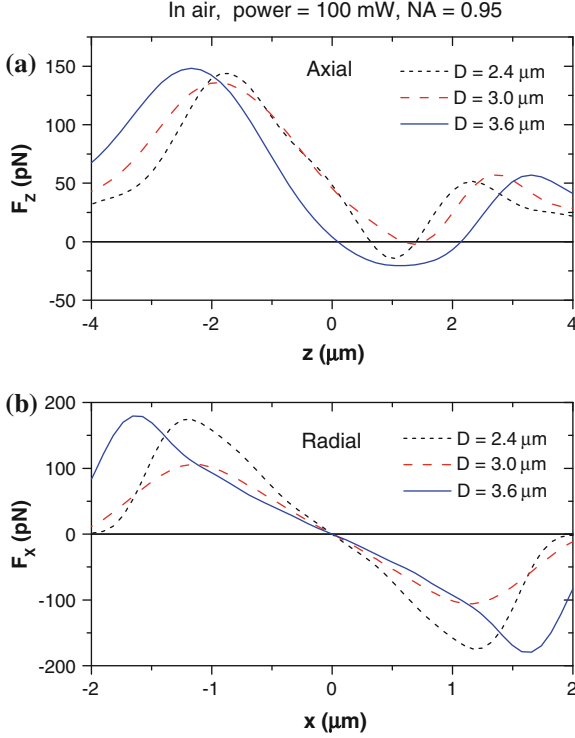 In air, power = 100 mW, NA = 0.95
(a)
Axial
D = 2.4 μm
D = 3.0 μm
D = 3.6 μm
150
100
50
0
-50
F_Z (pN)
-4 -2 0 2 4
z (μm)
(b)
Radial
D = 2.4 μm
D = 3.0 μm
D = 3.6 μm
200
100
0
-100
-200
F_X (pN)
-2 -1 0 1 2
x (μm)